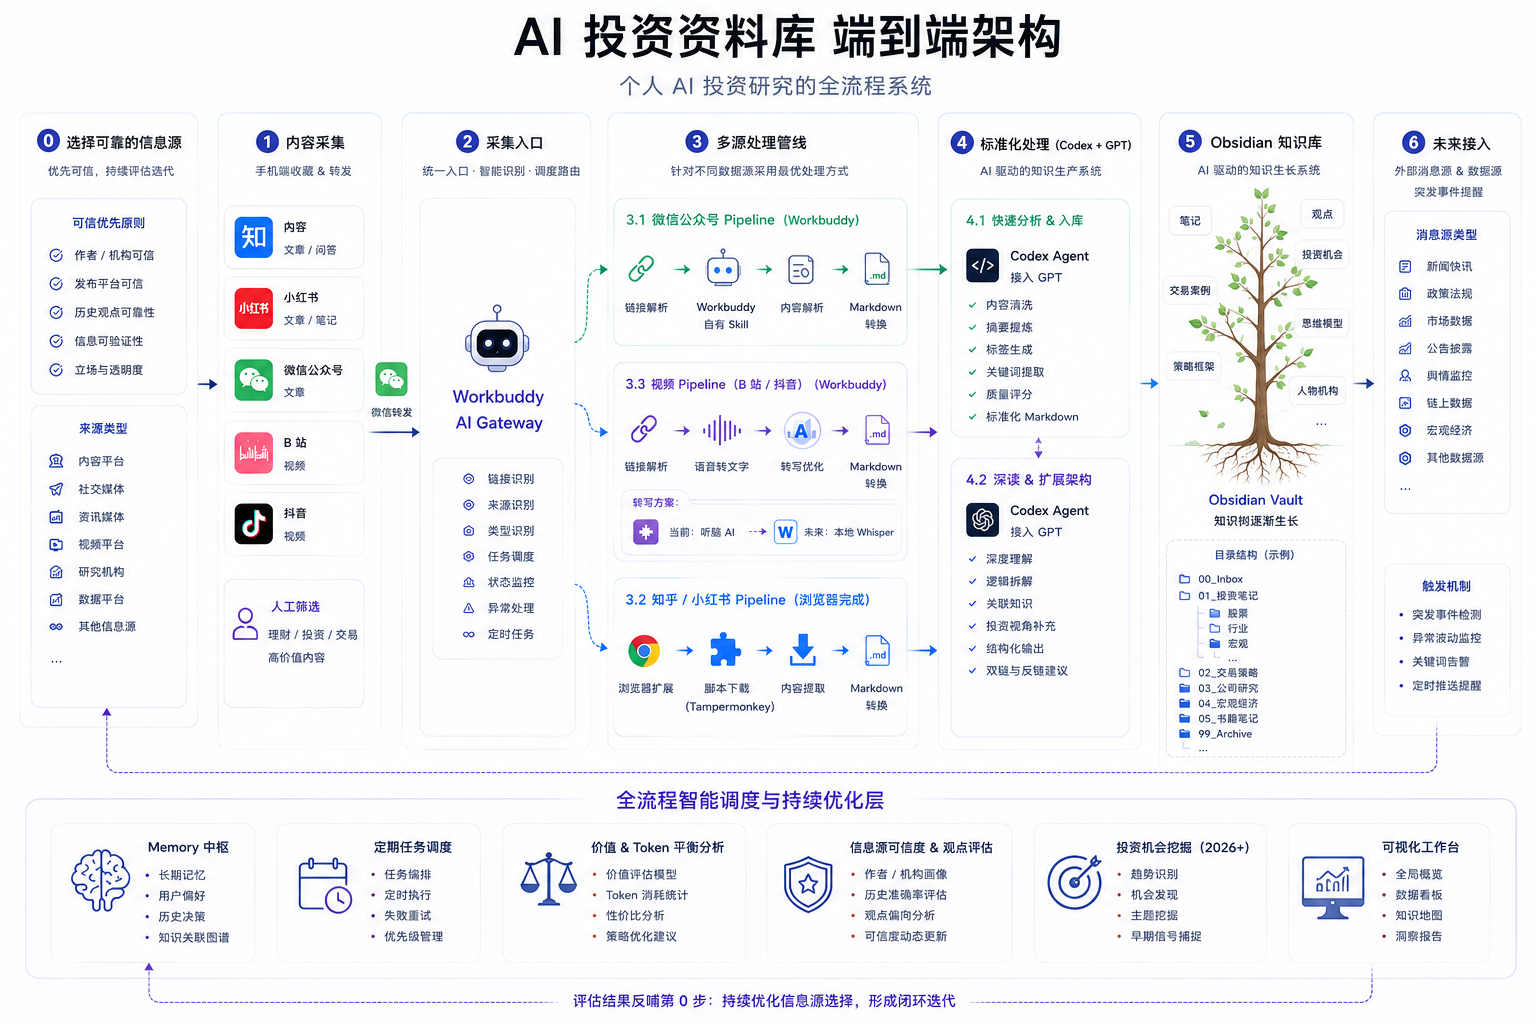 AI 投资资料库 端到端架构
个人 AI 投资研究的全流程系统
0 选择可靠的信息源
优先可信，持续评估迭代
可信优先原则
作者 / 机构可信
发布平台可信
历史观点可靠性
信息可验证性
立场与透明度
来源类型
内容平台
社交媒体
资讯媒体
视频平台
研究机构
数据平台
其他信息源
...
1 内容采集
手机端收藏 & 转发
知
内容
文章 / 问答
小红书
小红书
文章 / 笔记
微信公众号
文章
bilibili
B 站
视频
抖音
视频
人工筛选
理财 / 投资 / 交易
高价值内容
微信转发
2 采集入口
统一入口 · 智能识别 · 调度路由
Workbuddy
AI Gateway
链接识别
来源识别
类型识别
任务调度
状态监控
异常处理
定时任务
3 多源处理管线
针对不同数据源采用最优处理方式
3.1 微信公众号 Pipeline（Workbuddy）
.md
链接解析
Workbuddy
自有 Skill
内容解析
Markdown
转换
3.3 视频 Pipeline（B 站 / 抖音）（Workbuddy）
A
.md
链接解析
语音转文字
转写优化
Markdown
转换
转写方案：
当前：听脑 AI
W
未来：本地 Whisper
3.2 知乎 / 小红书 Pipeline（浏览器完成）
.md
浏览器扩展
脚本下载
(Tampermonkey)
内容提取
Markdown
转换
4 标准化处理（Codex + GPT）
AI 驱动的知识生产系统
4.1 快速分析 & 入库
</>
Codex Agent
接入 GPT
内容清洗
摘要提炼
标签生成
关键词提取
质量评分
标准化 Markdown
4.2 深读 & 扩展架构
Codex Agent
接入 GPT
深度理解
逻辑拆解
关联知识
投资视角补充
结构化输出
双链与反链建议
5 Obsidian 知识库
AI 驱动的知识生长系统
笔记
观点
投资机会
交易案例
思维模型
策略框架
人物机构
...
Obsidian Vault
知识树逐渐生长
目录结构（示例）
00_Inbox
01_投资笔记
股票
行业
宏观
...
02_交易策略
03_公司研究
04_宏观经济
05_书籍笔记
99_Archive
...
6 未来接入
外部消息源 & 数据源
突发事件提醒
消息源类型
新闻快讯
政策法规
市场数据
公告披露
舆情监控
链上数据
宏观经济
其他数据源
...
触发机制
• 突发事件检测
• 异常波动监控
• 关键词告警
• 定时推送提醒
全流程智能调度与持续优化层
Memory 中枢
• 长期记忆
• 用户偏好
• 历史决策
• 知识关联图谱
定期任务调度
• 任务编排
• 定时执行
• 失败重试
• 优先级管理
价值 & Token 平衡分析
• 价值评估模型
• Token 消耗统计
• 性价比分析
• 策略优化建议
信息源可信度 & 观点评估
• 作者 / 机构画像
• 历史准确率评估
• 观点偏向分析
• 可信度动态更新
投资机会挖掘（2026+）
• 趋势识别
• 机会发现
• 主题挖掘
• 早期信号捕捉
可视化工作台
• 全局概览
• 数据看板
• 知识地图
• 洞察报告
评估结果反哺第 0 步：持续优化信息源选择，形成闭环迭代